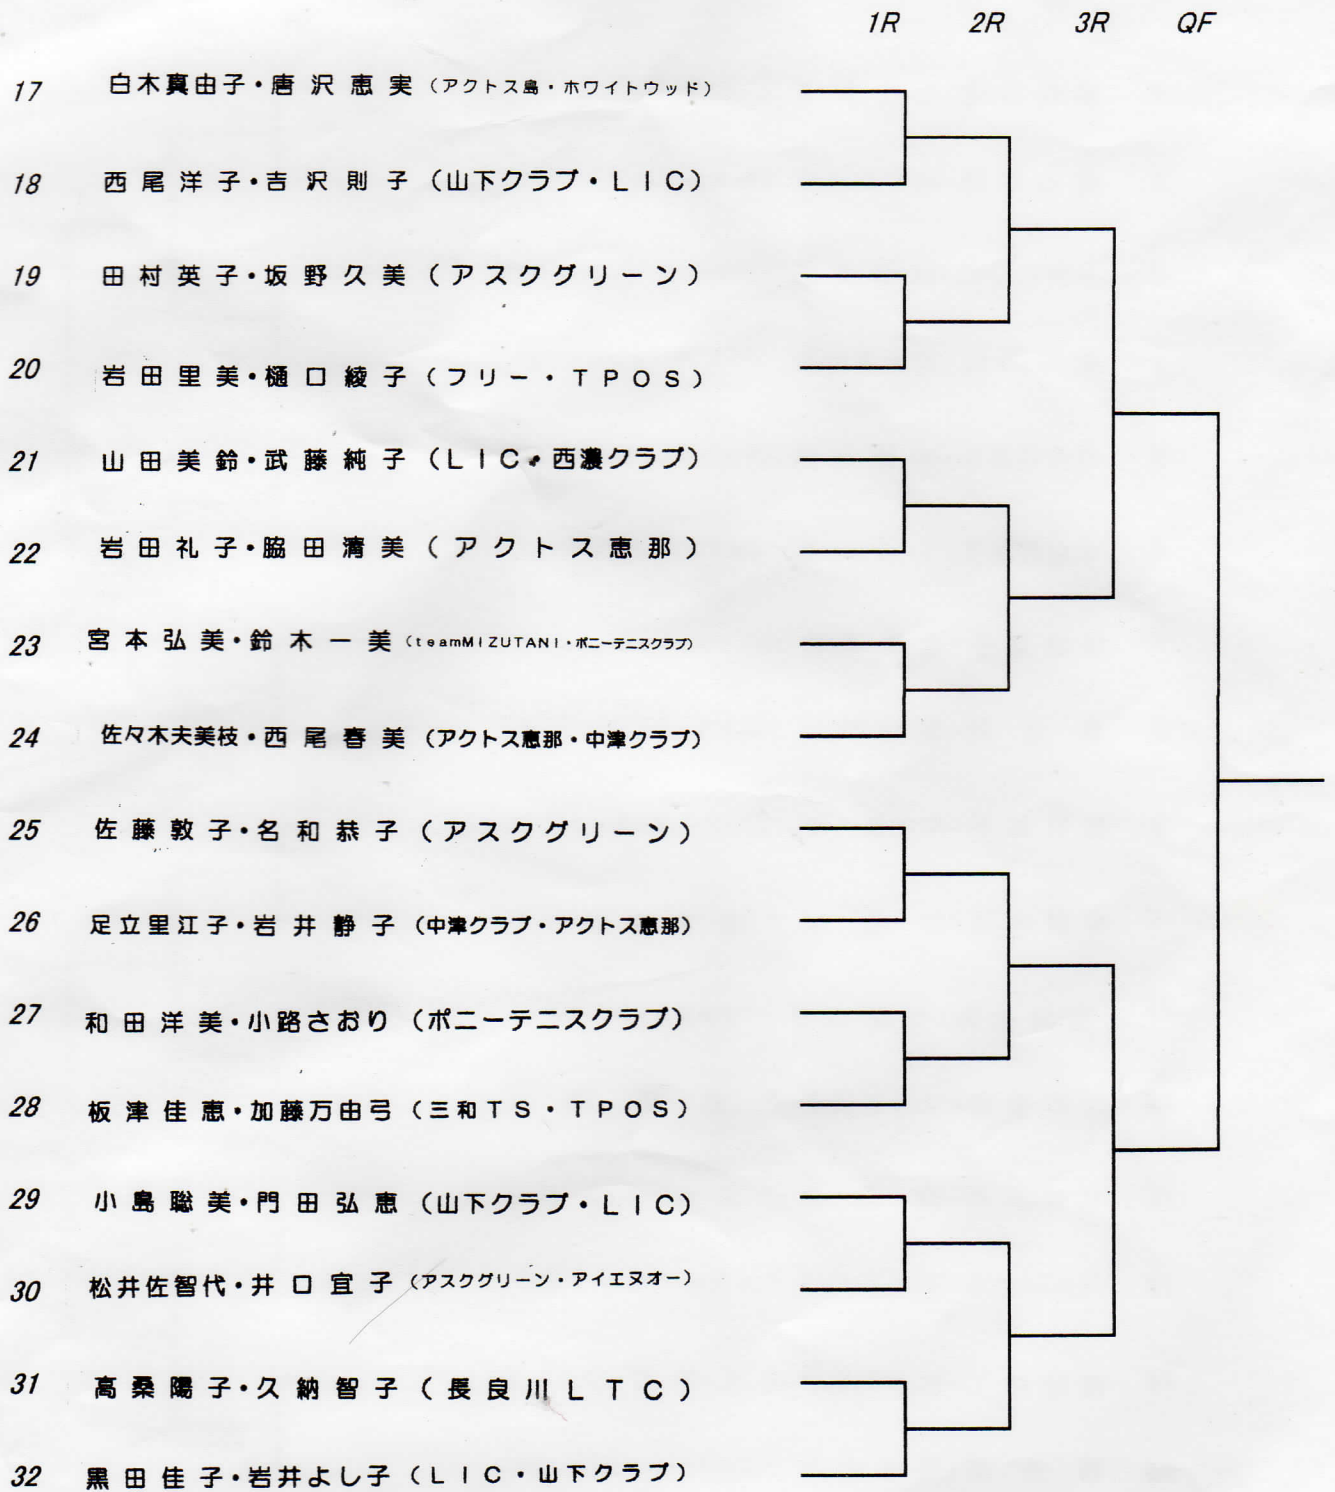 1R 2R 3R QF
17 白木真由子・唐沢恵実（アクトス島・ホワイトウッド）
18 西尾洋子・吉沢則子（山下クラブ・LIC）
19 田村英子・坂野久美（アスクグリーン）
20 岩田里美・樋口綾子（フリー・TPOS）
21 山田美鈴・武藤純子（LIC・西濃クラブ）
22 岩田礼子・脇田清美（アクトス恵那）
23 宮本弘美・鈴木一美（teamMIZUTANI・ポニーテニスクラブ）
24 佐々木夫美枝・西尾春美（アクトス恵那・中津クラブ）
25 佐藤敦子・名和恭子（アスクグリーン）
26 足立里江子・岩井静子（中津クラブ・アクトス恵那）
27 和田洋美・小路さおり（ポニーテニスクラブ）
28 板津佳恵・加藤万由弓（三和TS・TPOS）
29 小島聡美・門田弘恵（山下クラブ・LIC）
30 松井佐智代・井口宜子（アスクグリーン・アイエヌオー）
31 高桑陽子・久納智子（長良川LTC）
32 黒田佳子・岩井よし子（LIC・山下クラブ）